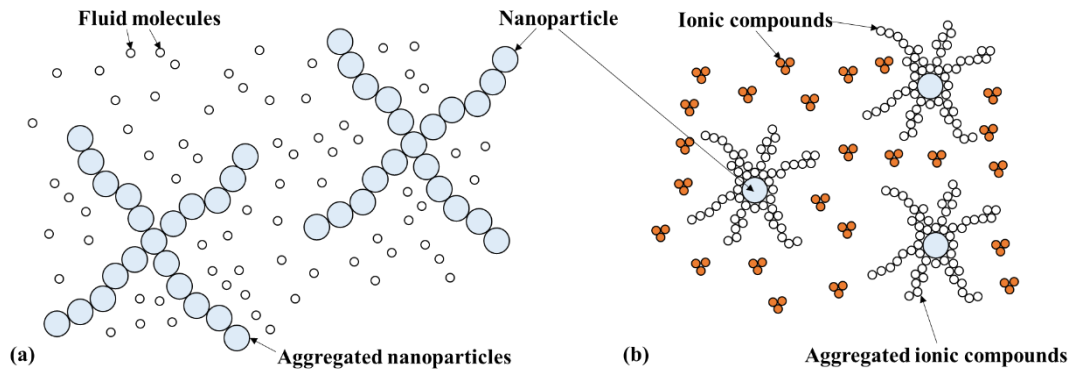 Fluid molecules
Nanoparticle
Ionic compounds
(a)
Aggregated nanoparticles
(b)
Aggregated ionic compounds